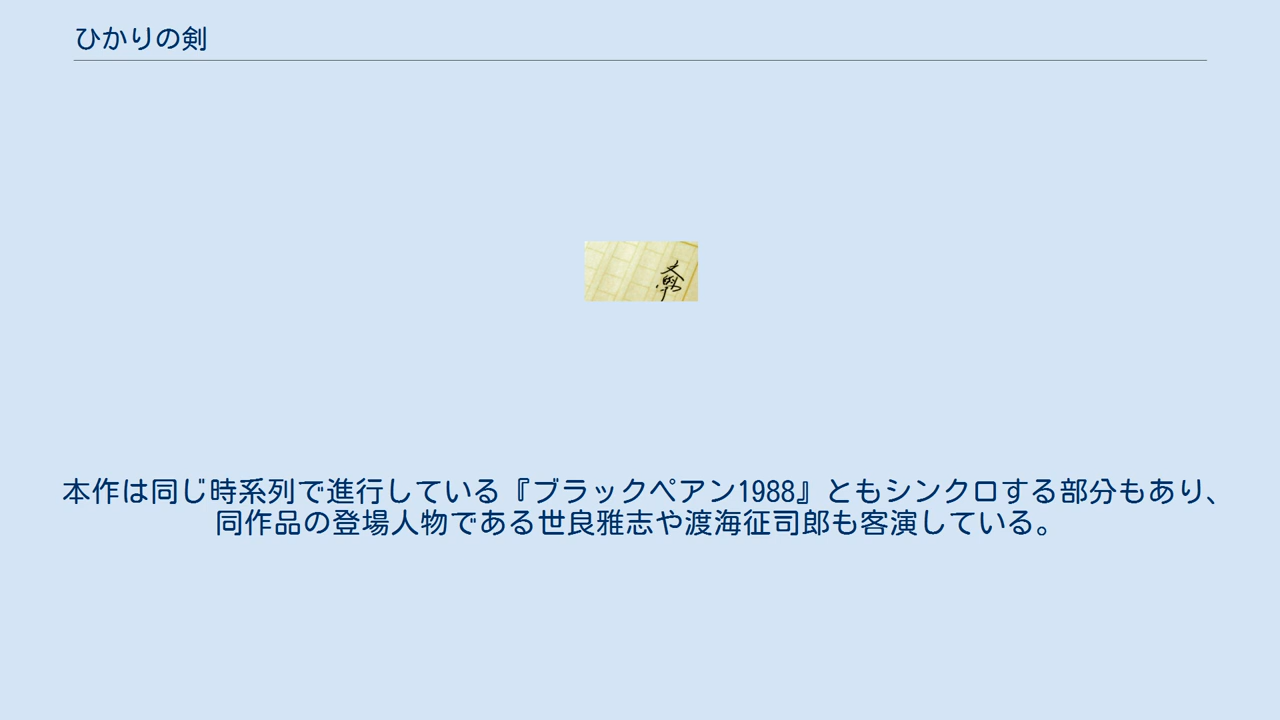 ひかりの剣
本作は同じ時系列で進行している『ブラックペアン1988』ともシンクロする部分もあり、
同作品の登場人物である世良雅志や渡海征司郎も客演している。